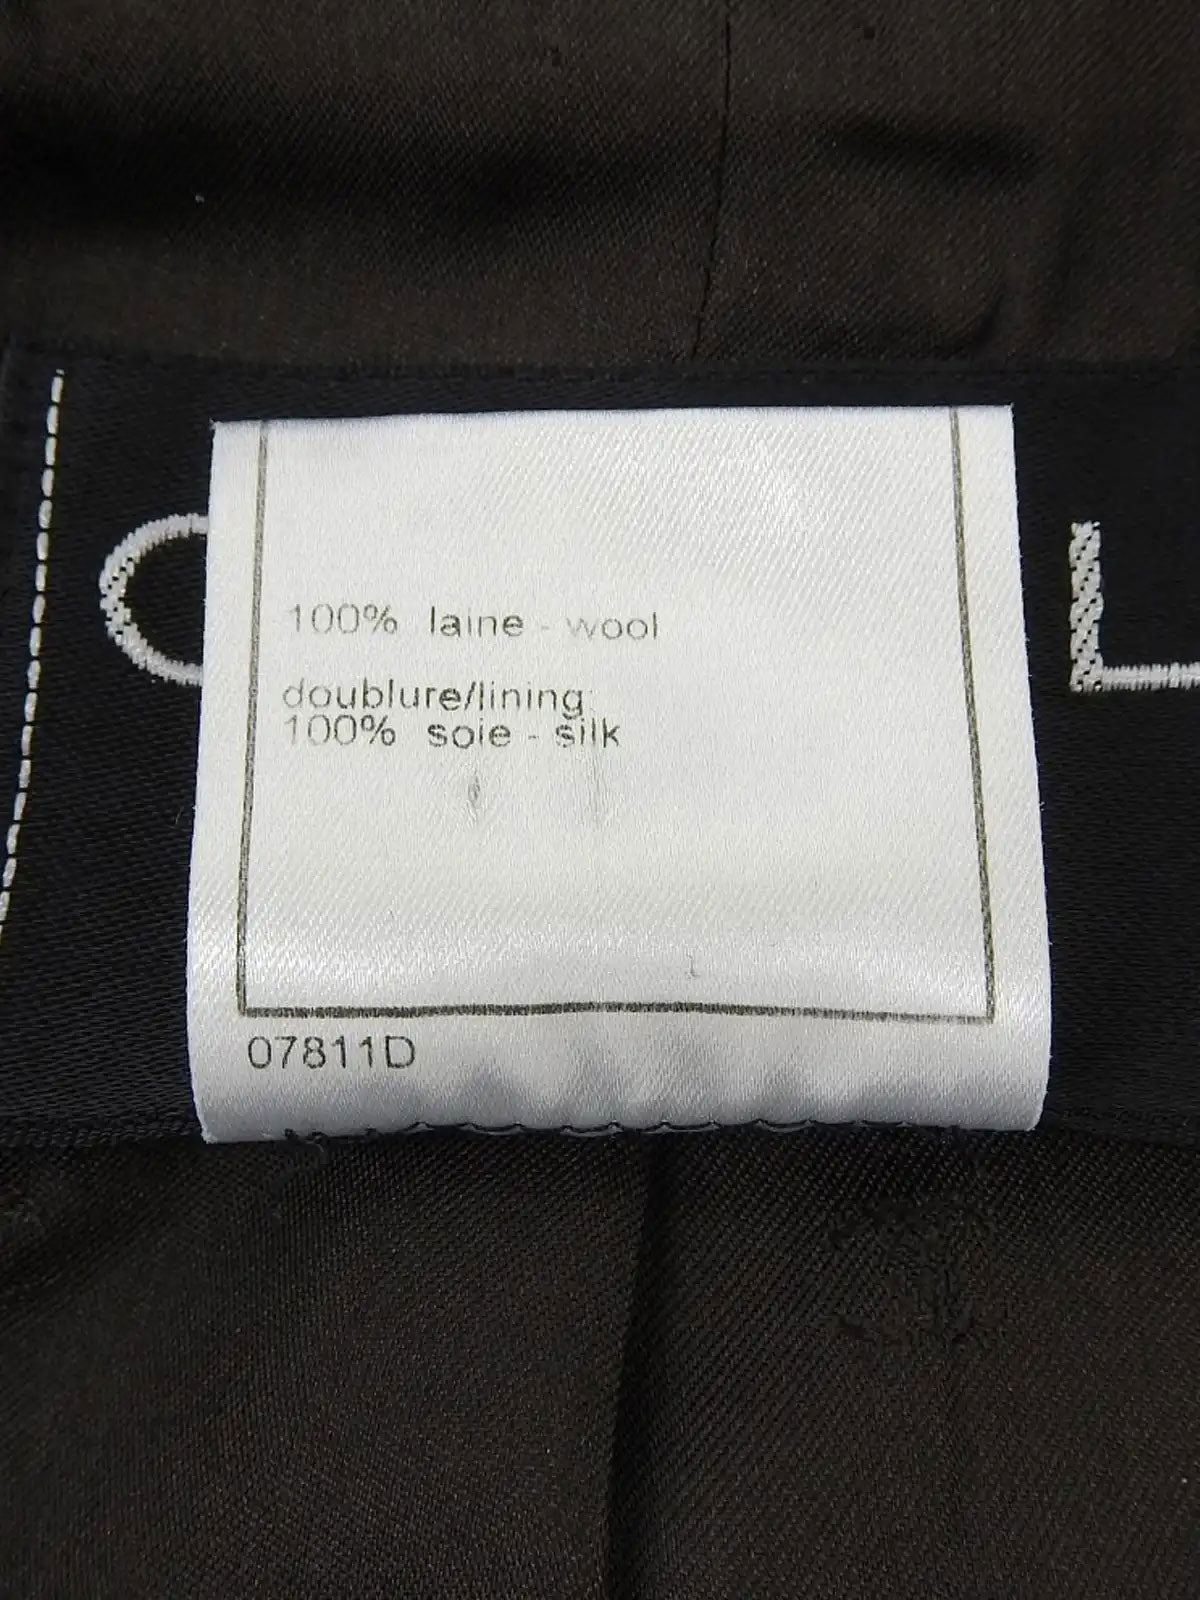 C L
100% laine - wool
doublure/lining:
100% soie - silk
07811D